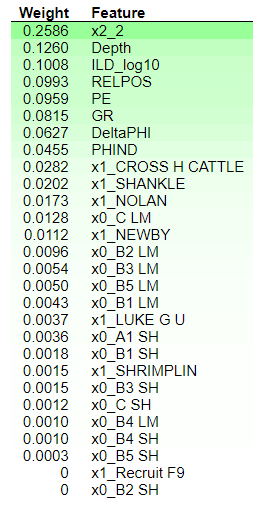 Weight Feature
0.2586 x2_2
0.1260 Depth
0.1008 ILD_log10
0.0993 RELPOS
0.0959 PE
0.0815 GR
0.0627 DeltaPHI
0.0455 PHIND
0.0282 x1_CROSS H CATTLE
0.0202 x1_SHANKLE
0.0173 x1_NOLAN
0.0128 x0_C LM
0.0112 x1_NEWBY
0.0096 x0_B2 LM
0.0054 x0_B3 LM
0.0050 x0_B5 LM
0.0043 x0_B1 LM
0.0037 x1_LUKE G U
0.0036 x0_A1 SH
0.0018 x0_B1 SH
0.0015 x1_SHRIMPLIN
0.0015 x0_B3 SH
0.0012 x0_C SH
0.0010 x0_B4 LM
0.0010 x0_B4 SH
0.0003 x0_B5 SH
0 x1_Recruit F9
0 x0_B2 SH